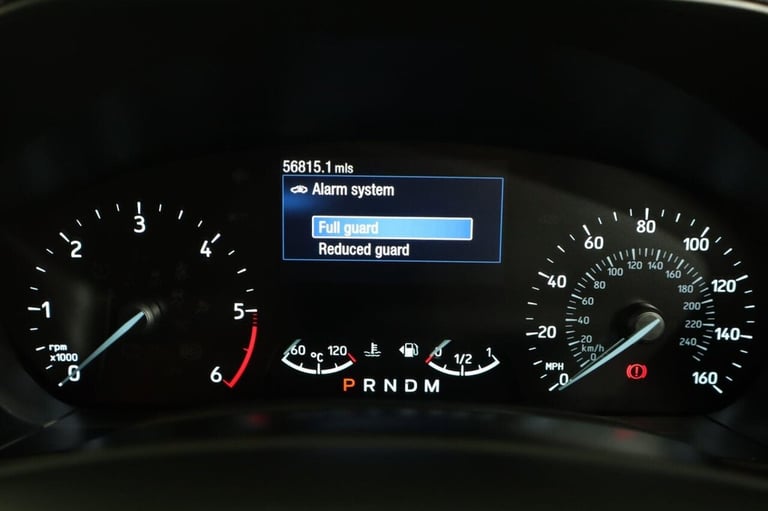 56815.1 mls
Alarm system
Full guard
Reduced guard
0
1
2
3
4
5
6
rpm
x1000
60 °C 120
0 1/2 1
P R N D M
0
20
40
60
80
100
120
140
160
MPH
0
20
40
60
80
100
120
140
160
180
200
220
240
km/h